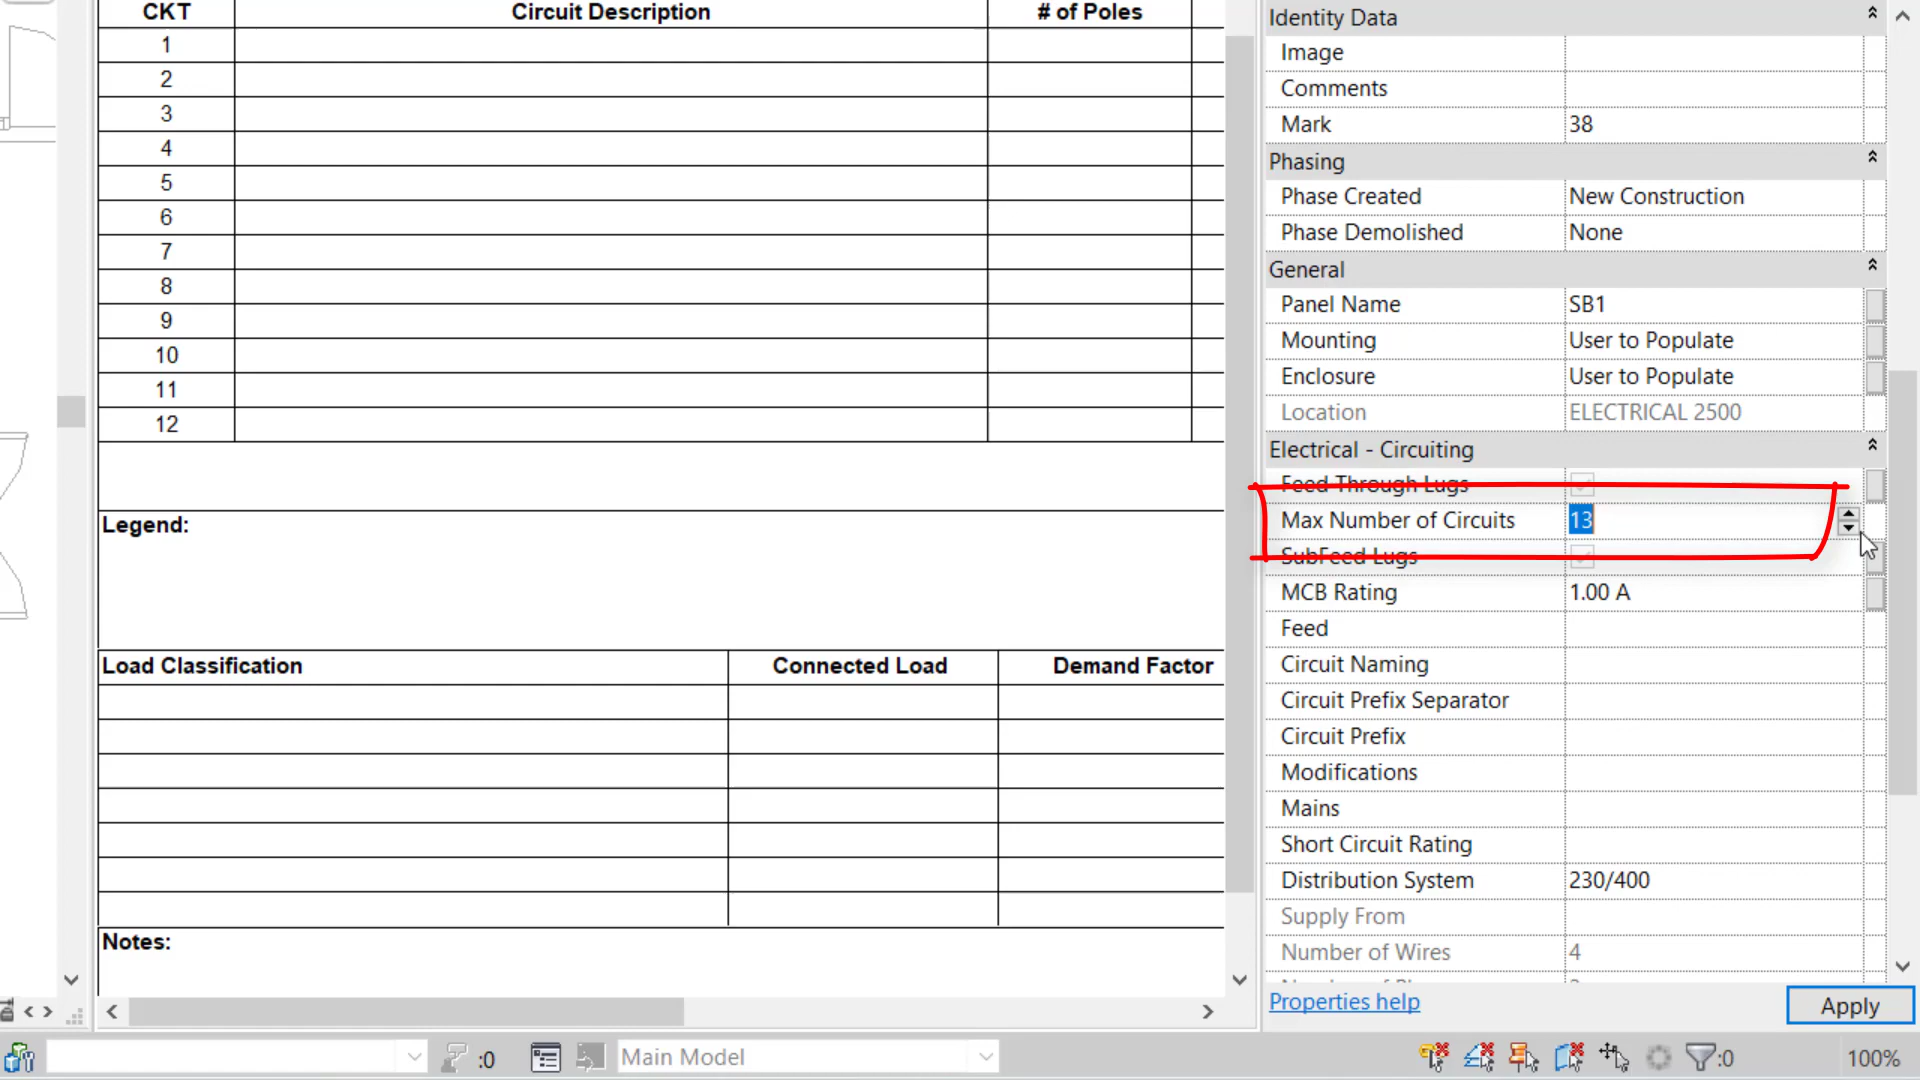 CKT Circuit Description # of Poles
1
2
3
4
5
6
7
8
9
10
11
12
Legend:
Load Classification Connected Load Demand Factor
Notes:
Identity Data
Image
Comments
Mark 38
Phasing
Phase Created New Construction
Phase Demolished None
General
Panel Name SB1
Mounting User to Populate
Enclosure User to Populate
Location ELECTRICAL 2500
Electrical - Circuiting
Feed Through Lugs
Max Number of Circuits 13
SubFeed Lugs
MCB Rating 1.00 A
Feed
Circuit Naming
Circuit Prefix Separator
Circuit Prefix
Modifications
Mains
Short Circuit Rating
Distribution System 230/400
Supply From
Number of Wires 4
Properties help Apply
:0 Main Model :0 100%